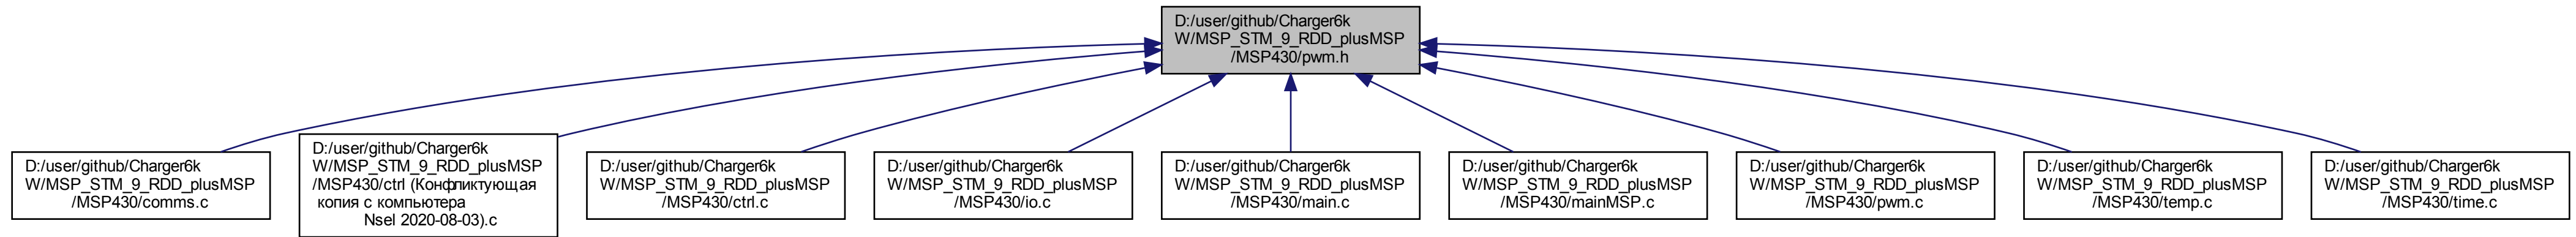 D:/user/github/Charger6k
W/MSP_STM_9_RDD_plusMSP
/MSP430/pwm.h
D:/user/github/Charger6k
W/MSP_STM_9_RDD_plusMSP
/MSP430/comms.c
D:/user/github/Charger6k
W/MSP_STM_9_RDD_plusMSP
/MSP430/ctrl (Конфликтующая
копия с компьютера
Nsel 2020-08-03).c
D:/user/github/Charger6k
W/MSP_STM_9_RDD_plusMSP
/MSP430/ctrl.c
D:/user/github/Charger6k
W/MSP_STM_9_RDD_plusMSP
/MSP430/io.c
D:/user/github/Charger6k
W/MSP_STM_9_RDD_plusMSP
/MSP430/main.c
D:/user/github/Charger6k
W/MSP_STM_9_RDD_plusMSP
/MSP430/mainMSP.c
D:/user/github/Charger6k
W/MSP_STM_9_RDD_plusMSP
/MSP430/pwm.c
D:/user/github/Charger6k
W/MSP_STM_9_RDD_plusMSP
/MSP430/temp.c
D:/user/github/Charger6k
W/MSP_STM_9_RDD_plusMSP
/MSP430/time.c